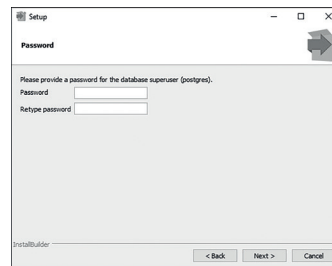 Setup
Password
Please provide a password for the database superuser (postgres).
Password
Retype password
InstallBuilder
< Back
Next >
Cancel